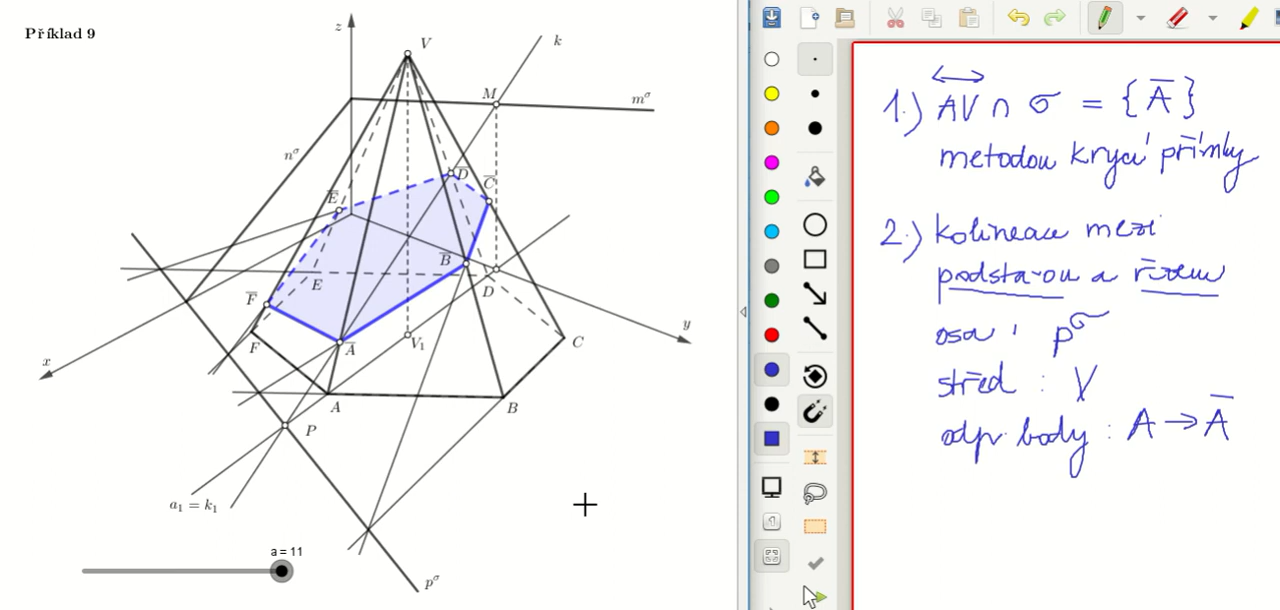 Příklad 9
z
V
k
M
m^σ
n^σ
D̅
C̅
E̅
B̅
E
D
F̅
y
V₁
A̅
F
C
x
A
B
P
a₁ = k₁
a = 11
p^σ
1.) ↔AV ∩ σ = {A̅}
metodou krycí přímky
2.) kolineace mezi
podstavou a řezem
osa : p^σ
střed : V
odp. body : A → A̅